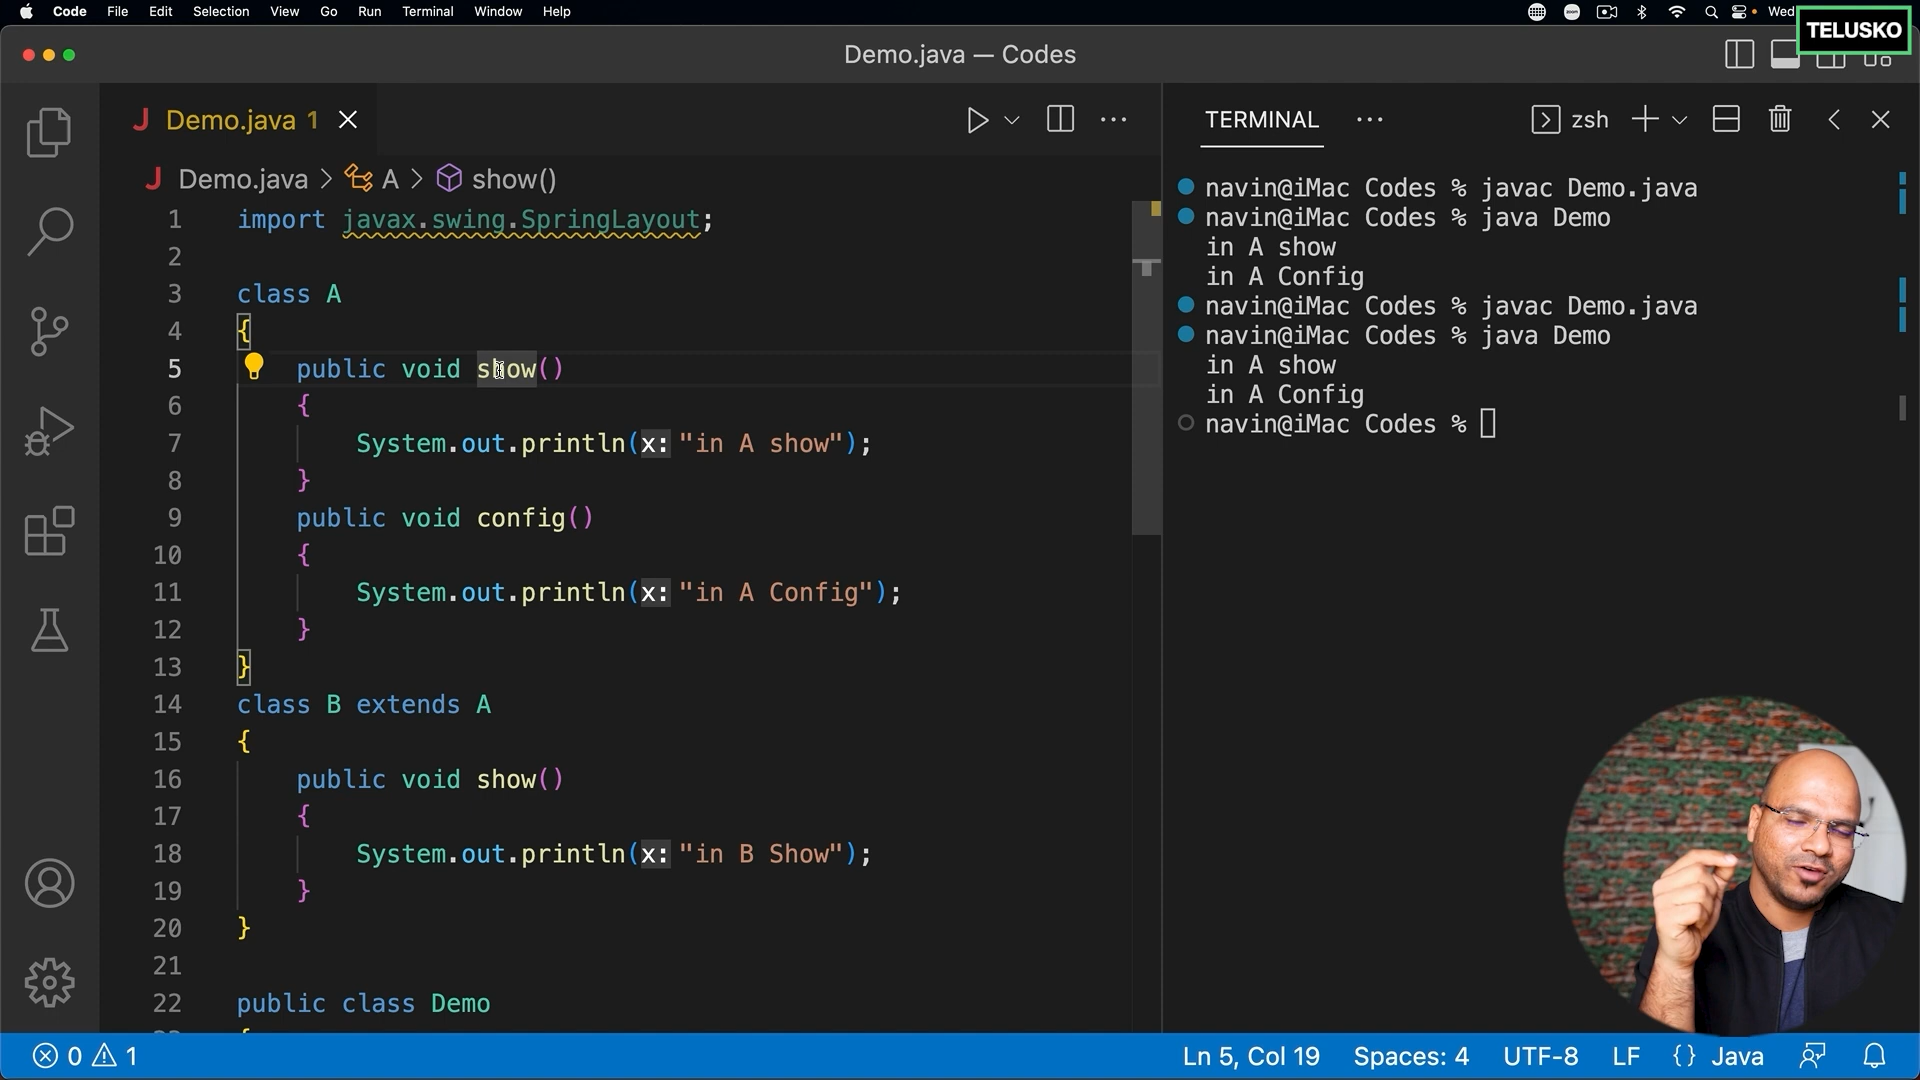 Code File Edit Selection View Go Run Terminal Window Help
Wed
TELUSKO
Demo.java — Codes
Demo.java 1
TERMINAL
zsh
Demo.java > A > show()
1 import javax.swing.SpringLayout;
2
3 class A
4 {
5 public void show()
6 {
7 System.out.println(x: "in A show");
8 }
9 public void config()
10 {
11 System.out.println(x: "in A Config");
12 }
13 }
14 class B extends A
15 {
16 public void show()
17 {
18 System.out.println(x: "in B Show");
19 }
20 }
21
22 public class Demo
navin@iMac Codes % javac Demo.java
navin@iMac Codes % java Demo
in A show
in A Config
navin@iMac Codes % javac Demo.java
navin@iMac Codes % java Demo
in A show
in A Config
navin@iMac Codes %
0 1
Ln 5, Col 19 Spaces: 4 UTF-8 LF {} Java